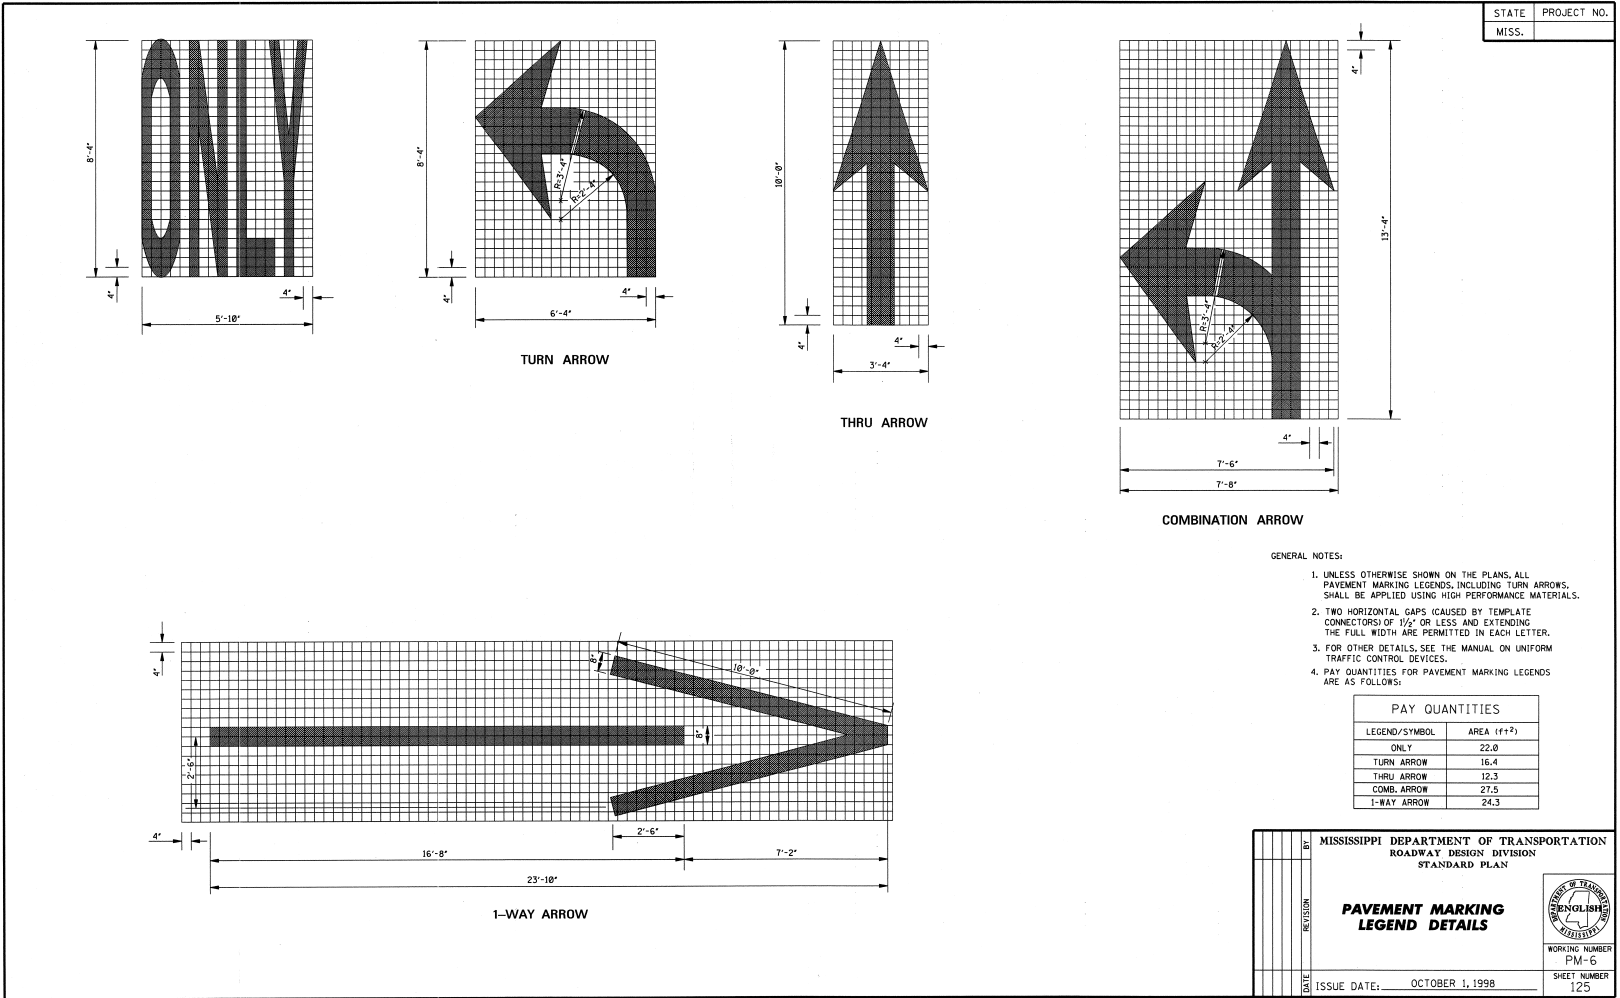 STATE PROJECT NO.
MISS.
ONLY
8'-4"
4"
4"
5'-10"
8'-4"
R=3'-4"
R=2'-4"
4"
4"
6'-4"
TURN ARROW
10'-0"
4"
4"
3'-4"
THRU ARROW
4"
13'-4"
R=3'-4"
R=2'-4"
4"
7'-6"
7'-8"
COMBINATION ARROW
GENERAL NOTES:
1. UNLESS OTHERWISE SHOWN ON THE PLANS, ALL
PAVEMENT MARKING LEGENDS, INCLUDING TURN ARROWS,
SHALL BE APPLIED USING HIGH PERFORMANCE MATERIALS.
2. TWO HORIZONTAL GAPS (CAUSED BY TEMPLATE
CONNECTORS) OF 1½" OR LESS AND EXTENDING
THE FULL WIDTH ARE PERMITTED IN EACH LETTER.
3. FOR OTHER DETAILS, SEE THE MANUAL ON UNIFORM
TRAFFIC CONTROL DEVICES.
4. PAY QUANTITIES FOR PAVEMENT MARKING LEGENDS
ARE AS FOLLOWS:
PAY QUANTITIES
LEGEND/SYMBOL AREA (ft²)
ONLY 22.0
TURN ARROW 16.4
THRU ARROW 12.3
COMB. ARROW 27.5
1-WAY ARROW 24.3
4"
8"
10'-0"
8"
2'-6"
4"
2'-6"
16'-8"
7'-2"
23'-10"
1-WAY ARROW
BY
REVISION
DATE
MISSISSIPPI DEPARTMENT OF TRANSPORTATION
ROADWAY DESIGN DIVISION
STANDARD PLAN
PAVEMENT MARKING
LEGEND DETAILS
DEPARTMENT OF TRANSPORTATION
ENGLISH
MISSISSIPPI
WORKING NUMBER
PM-6
ISSUE DATE: OCTOBER 1, 1998
SHEET NUMBER
125